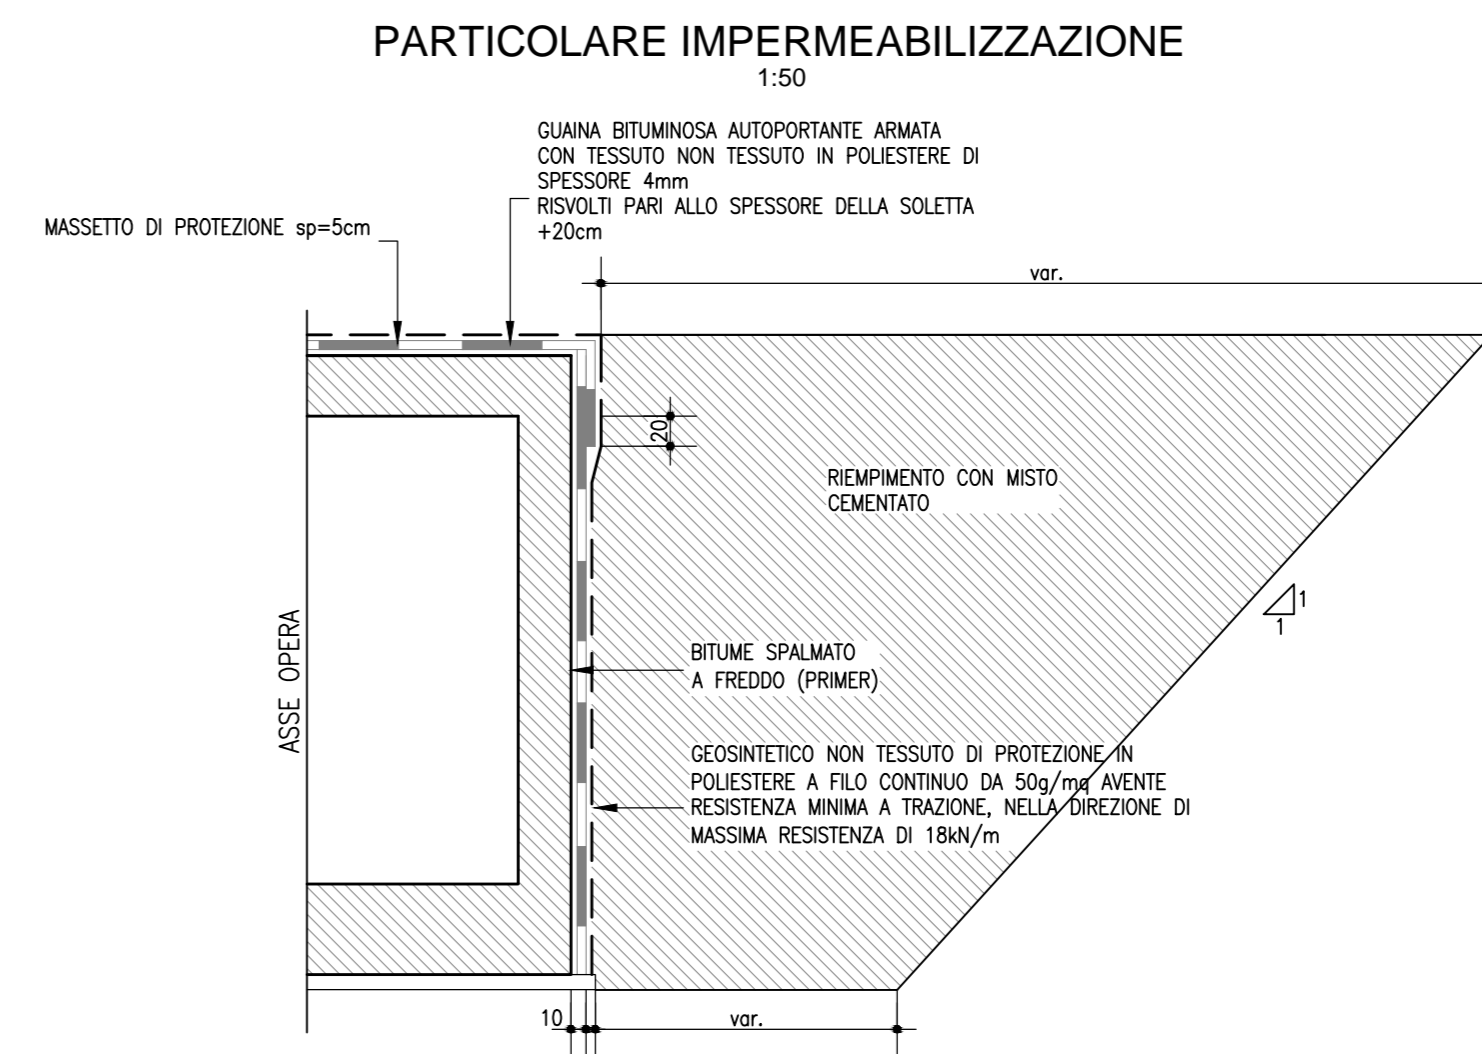 PARTICOLARE IMPERMEABILIZZAZIONE
1:50
GUAINA BITUMINOSA AUTOPORTANTE ARMATA
CON TESSUTO NON TESSUTO IN POLIESTERE DI
SPESSORE 4mm
RISVOLTI PARI ALLO SPESSORE DELLA SOLETTA
+20cm
MASSETTO DI PROTEZIONE sp=5cm
var.
20
RIEMPIMENTO CON MISTO
CEMENTATO
1
1
ASSE OPERA
BITUME SPALMATO
A FREDDO (PRIMER)
GEOSINTETICO NON TESSUTO DI PROTEZIONE IN
POLIESTERE A FILO CONTINUO DA 50g/mq AVENTE
RESISTENZA MINIMA A TRAZIONE, NELLA DIREZIONE DI
MASSIMA RESISTENZA DI 18kN/m
10
var.